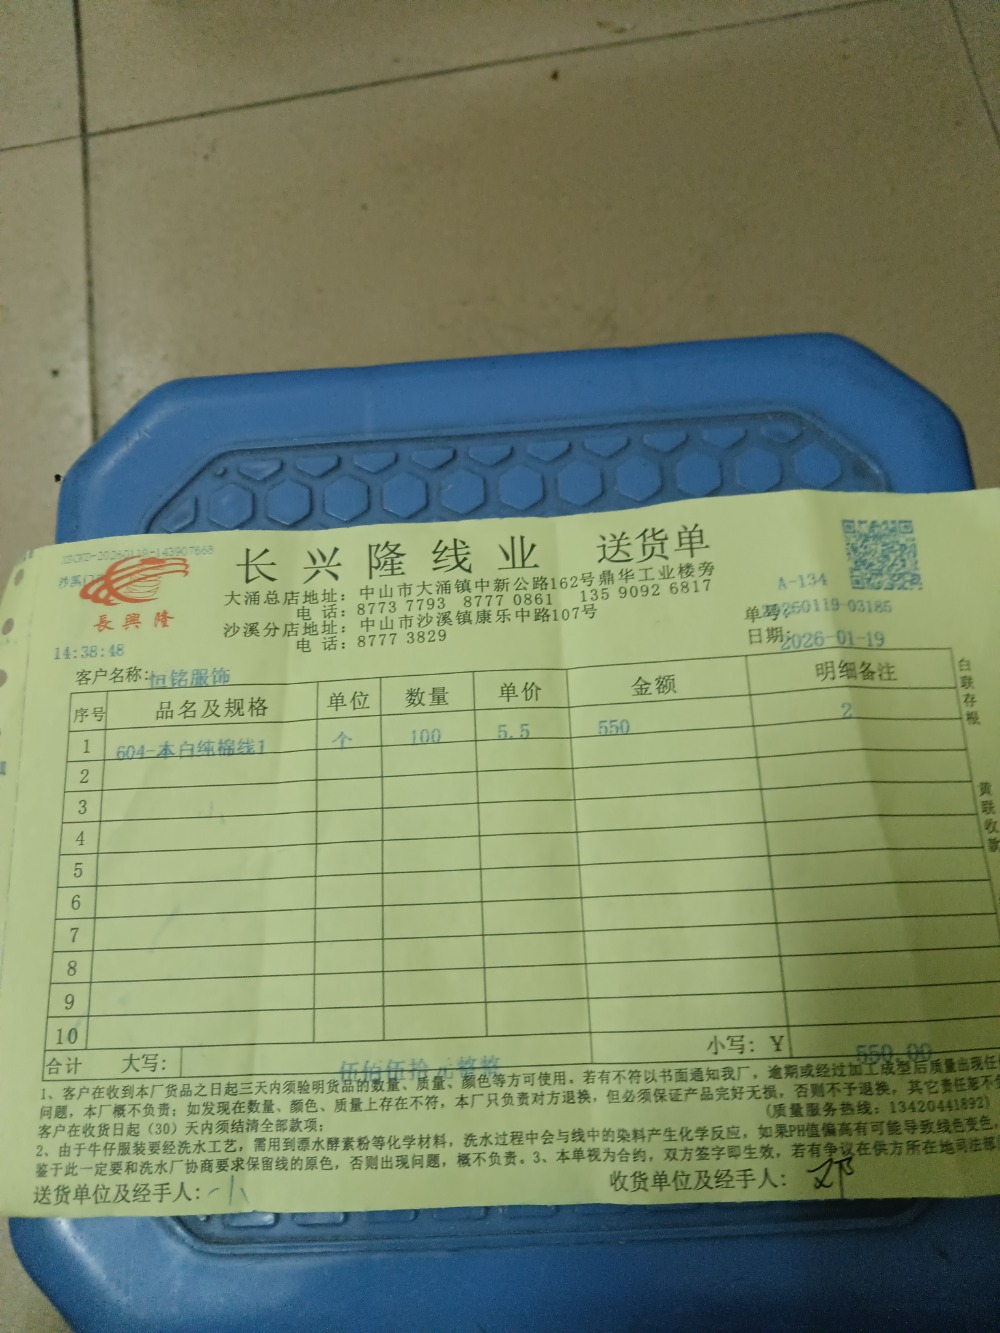 XSCKD-20260119-143907668
長興隆
长兴隆线业 送货单
大涌总店地址：中山市大涌镇中新公路162号鼎华工业楼旁
电话：8773 7793 8777 0861 135 9092 6817
沙溪分店地址：中山市沙溪镇康乐中路107号
电话：8777 3829
A-134
单号：20260119-03185
日期：2026-01-19
14:38:48
客户名称：恒铭服饰
序号 品名及规格 单位 数量 单价 金额 明细备注
1 604-本白纯棉线1 个 100 5.5 550 2
2
3
4
5
6
7
8
9
10
合计 大写：伍佰伍拾元整 小写：Y 550.00
白联存根
黄联收款
1、客户在收到本厂货品之日起三天内须验明货品的数量、质量、颜色等方可使用。若有不符以书面通知我厂，逾期或经过加工成型后质量出现任
问题，本厂概不负责；如发现在数量、颜色、质量上存在不符，本厂只负责对方退换，但必须保证产品完好无损，否则不予退换，其它责任恕不
客户在收货日起（30）天内须结清全部款项； （质量服务热线：13420441892）
2、由于牛仔服装要经洗水工艺，需用到漂水酵素粉等化学材料，洗水过程中会与线中的染料产生化学反应，如果PH值偏高有可能导致线色变色，
鉴于此一定要和洗水厂协商要求保留线的原色，否则出现问题，概不负责。3、本单视为合约，双方签字即生效，若有争议在供方所在地司法
送货单位及经手人： 收货单位及经手人：